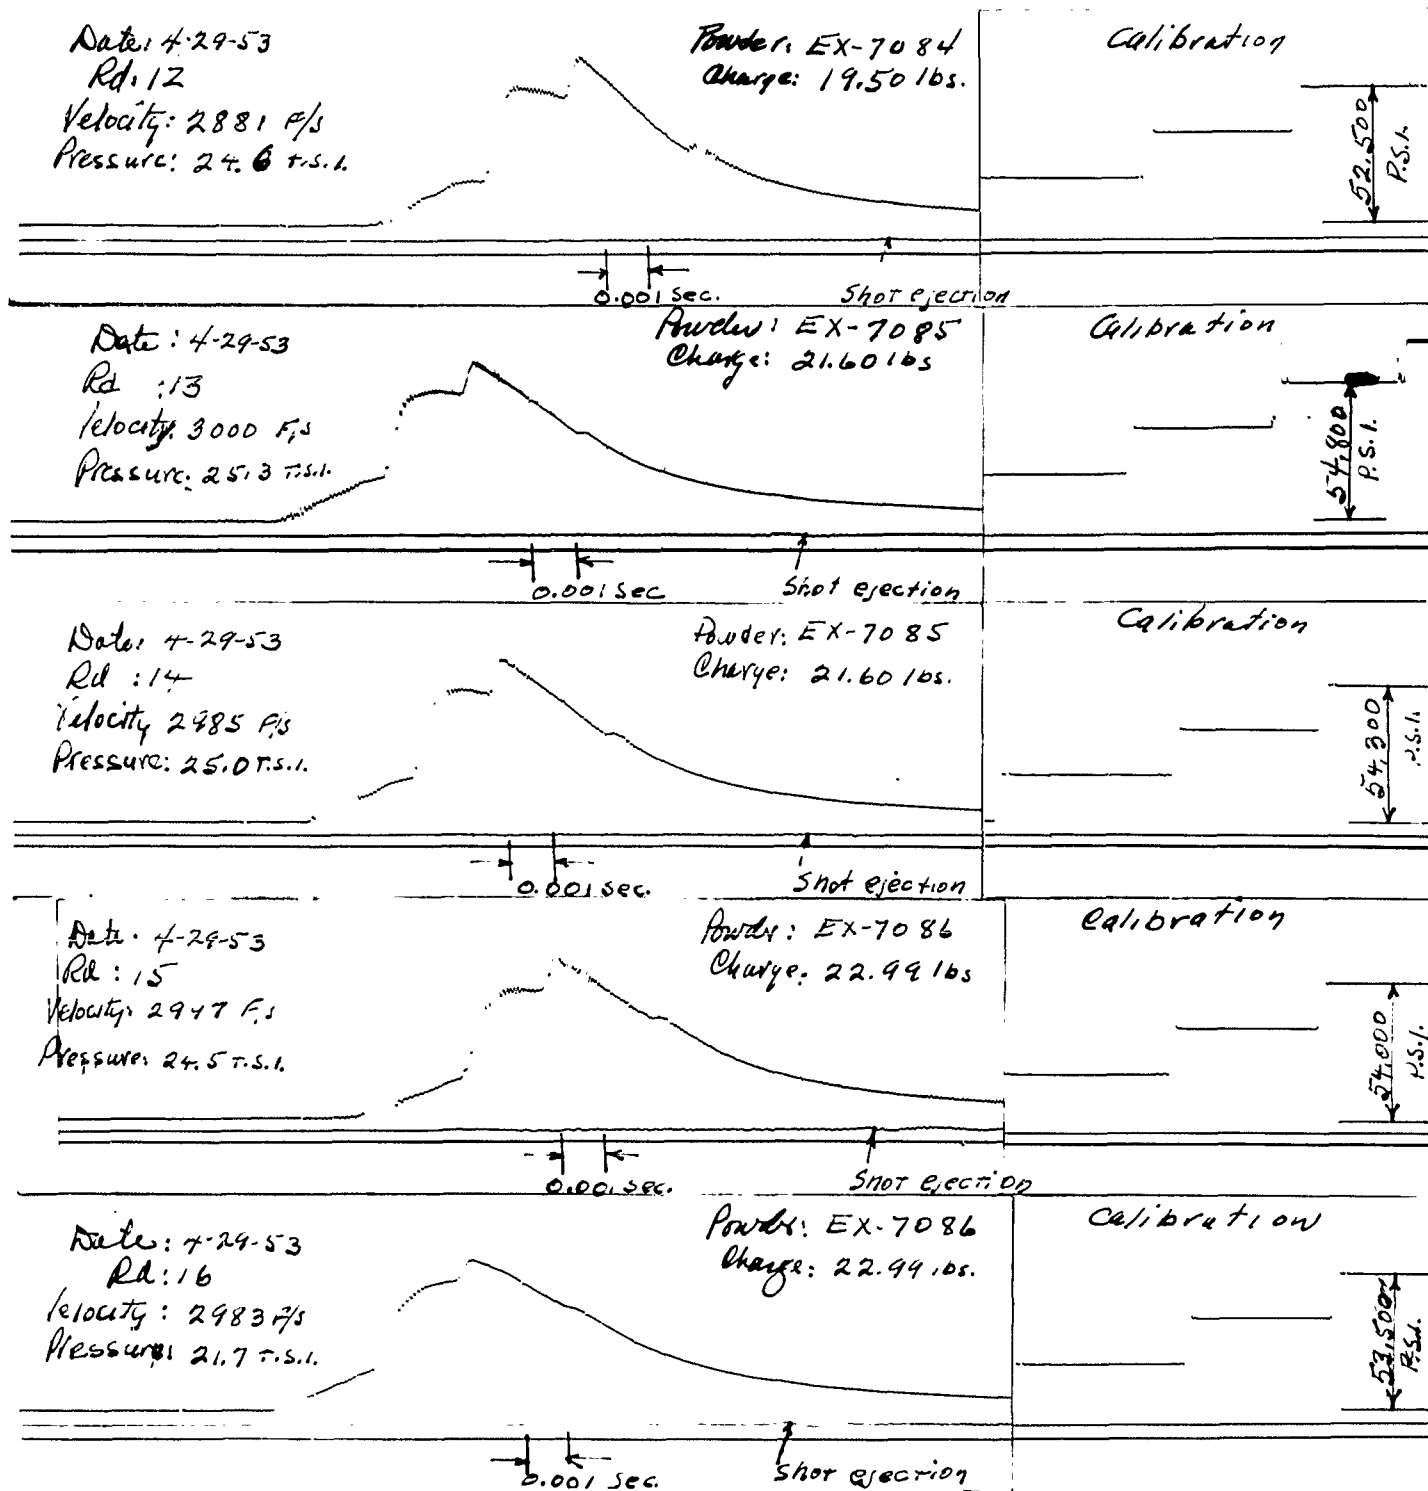 Date: 4-29-53
Rd: 12
Velocity: 2881 F/s
Pressure: 24.6 T.S.I.
Powder: EX-7084
Charge: 19.50 lbs.
Calibration
52,500
P.S.I.
0.001 Sec.
Shot ejection
Date: 4-29-53
Rd :13
Velocity: 3000 F/s
Pressure: 25.3 T.S.I.
Powder: EX-7085
Charge: 21.60 lbs
Calibration
54,800
P.S.I.
0.001 Sec
Shot ejection
Date: 4-29-53
Rd :14
Velocity 2985 F/s
Pressure: 25.0 T.S.I.
Powder: EX-7085
Charge: 21.60 lbs.
Calibration
54,300
P.S.I.
0.001 Sec.
Shot ejection
Date: 4-29-53
Rd : 15
Velocity: 2947 F/s
Pressure: 24.5 T.S.I.
Powder: EX-7086
Charge: 22.99 lbs
Calibration
54,000
P.S.I.
0.001 Sec.
Shot ejection
Date: 4-29-53
Rd: 16
Velocity: 2983 F/s
Pressure: 21.7 T.S.I.
Powder: EX-7086
Charge: 22.99 lbs.
Calibration
53,500
P.S.I.
0.001 Sec.
Shot ejection